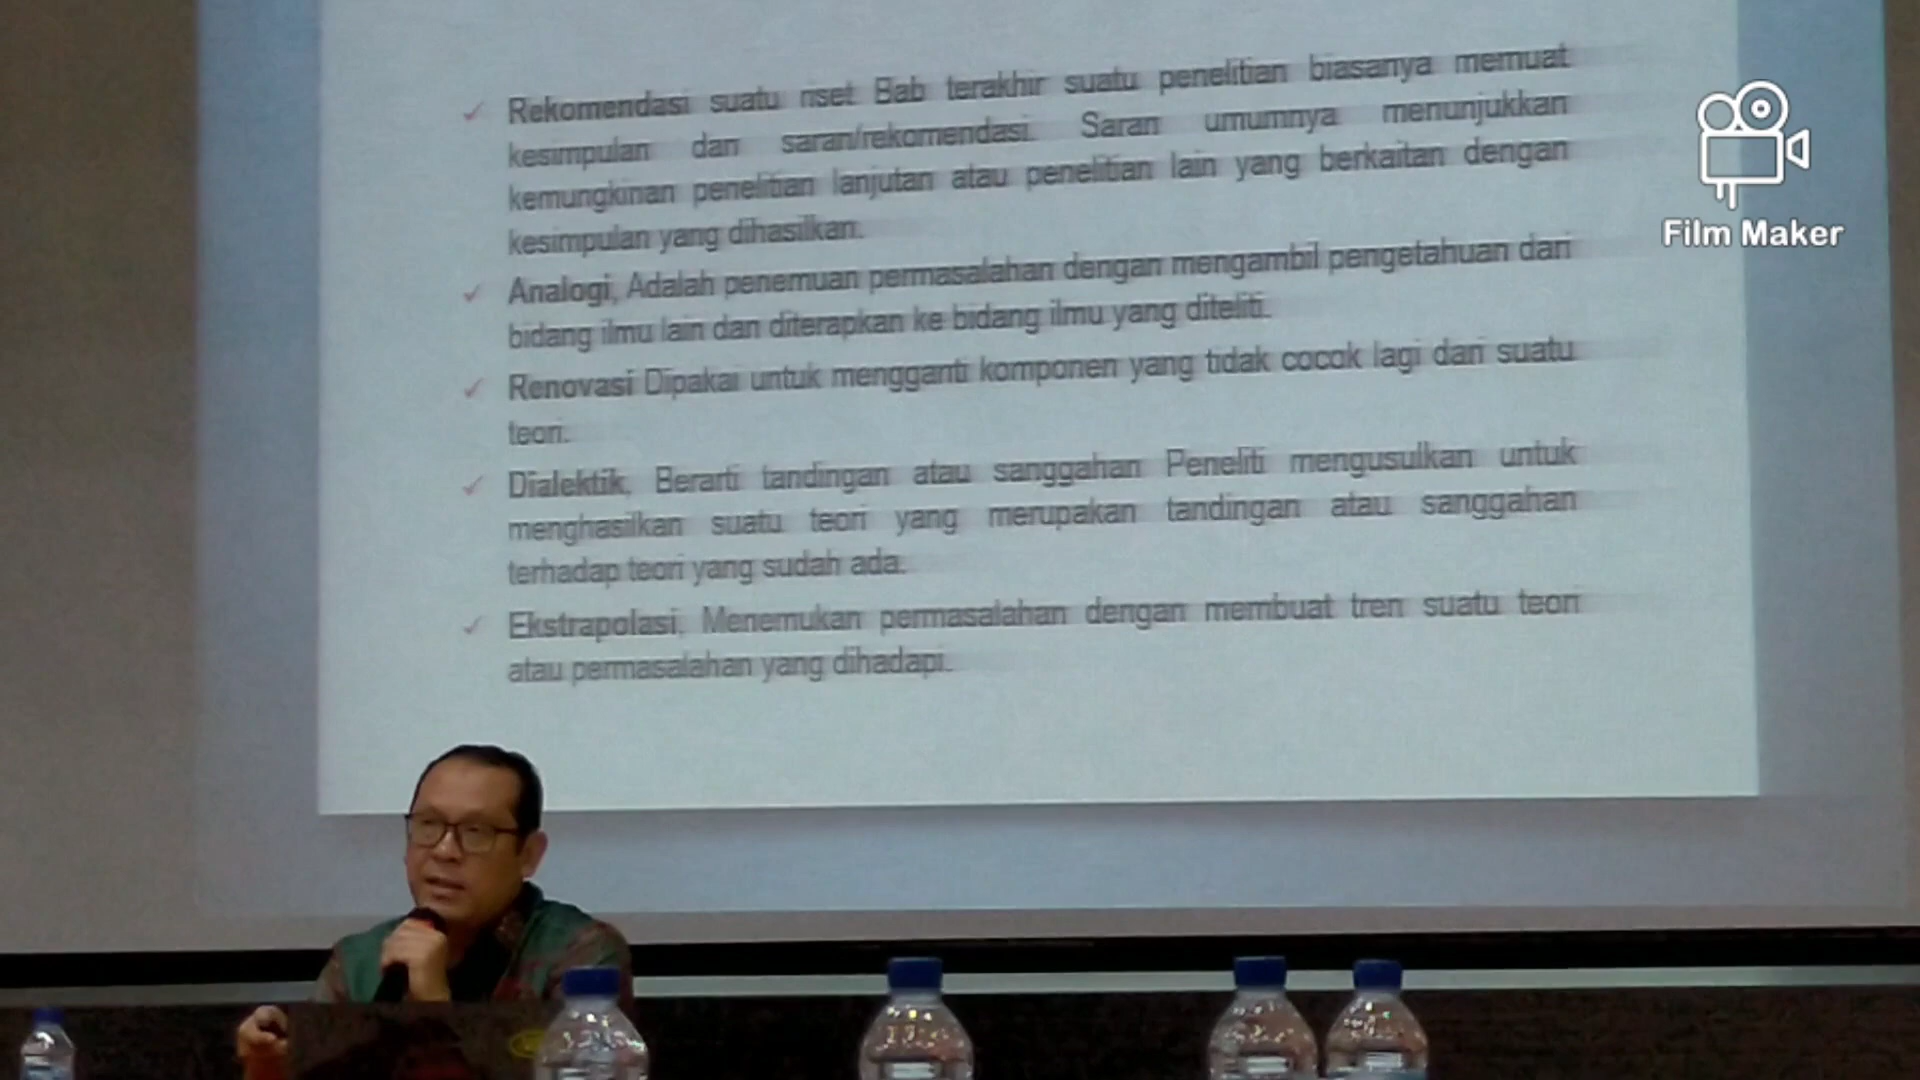 Rekomendasi suatu riset Bab terakhir suatu penelitian biasanya memuat
kesimpulan dan saran/rekomendasi. Saran umumnya menunjukkan
kemungkinan penelitian lanjutan atau penelitian lain yang berkaitan dengan
kesimpulan yang dihasilkan.
Analogi, Adalah penemuan permasalahan dengan mengambil pengetahuan dari
bidang ilmu lain dan diterapkan ke bidang ilmu yang diteliti.
Renovasi Dipakai untuk mengganti komponen yang tidak cocok lagi dari suatu
teori.
Dialektik, Berarti tandingan atau sanggahan Peneliti mengusulkan untuk
menghasilkan suatu teori yang merupakan tandingan atau sanggahan
terhadap teori yang sudah ada.
Ekstrapolasi, Menemukan permasalahan dengan membuat tren suatu teori
atau permasalahan yang dihadapi.
Film Maker